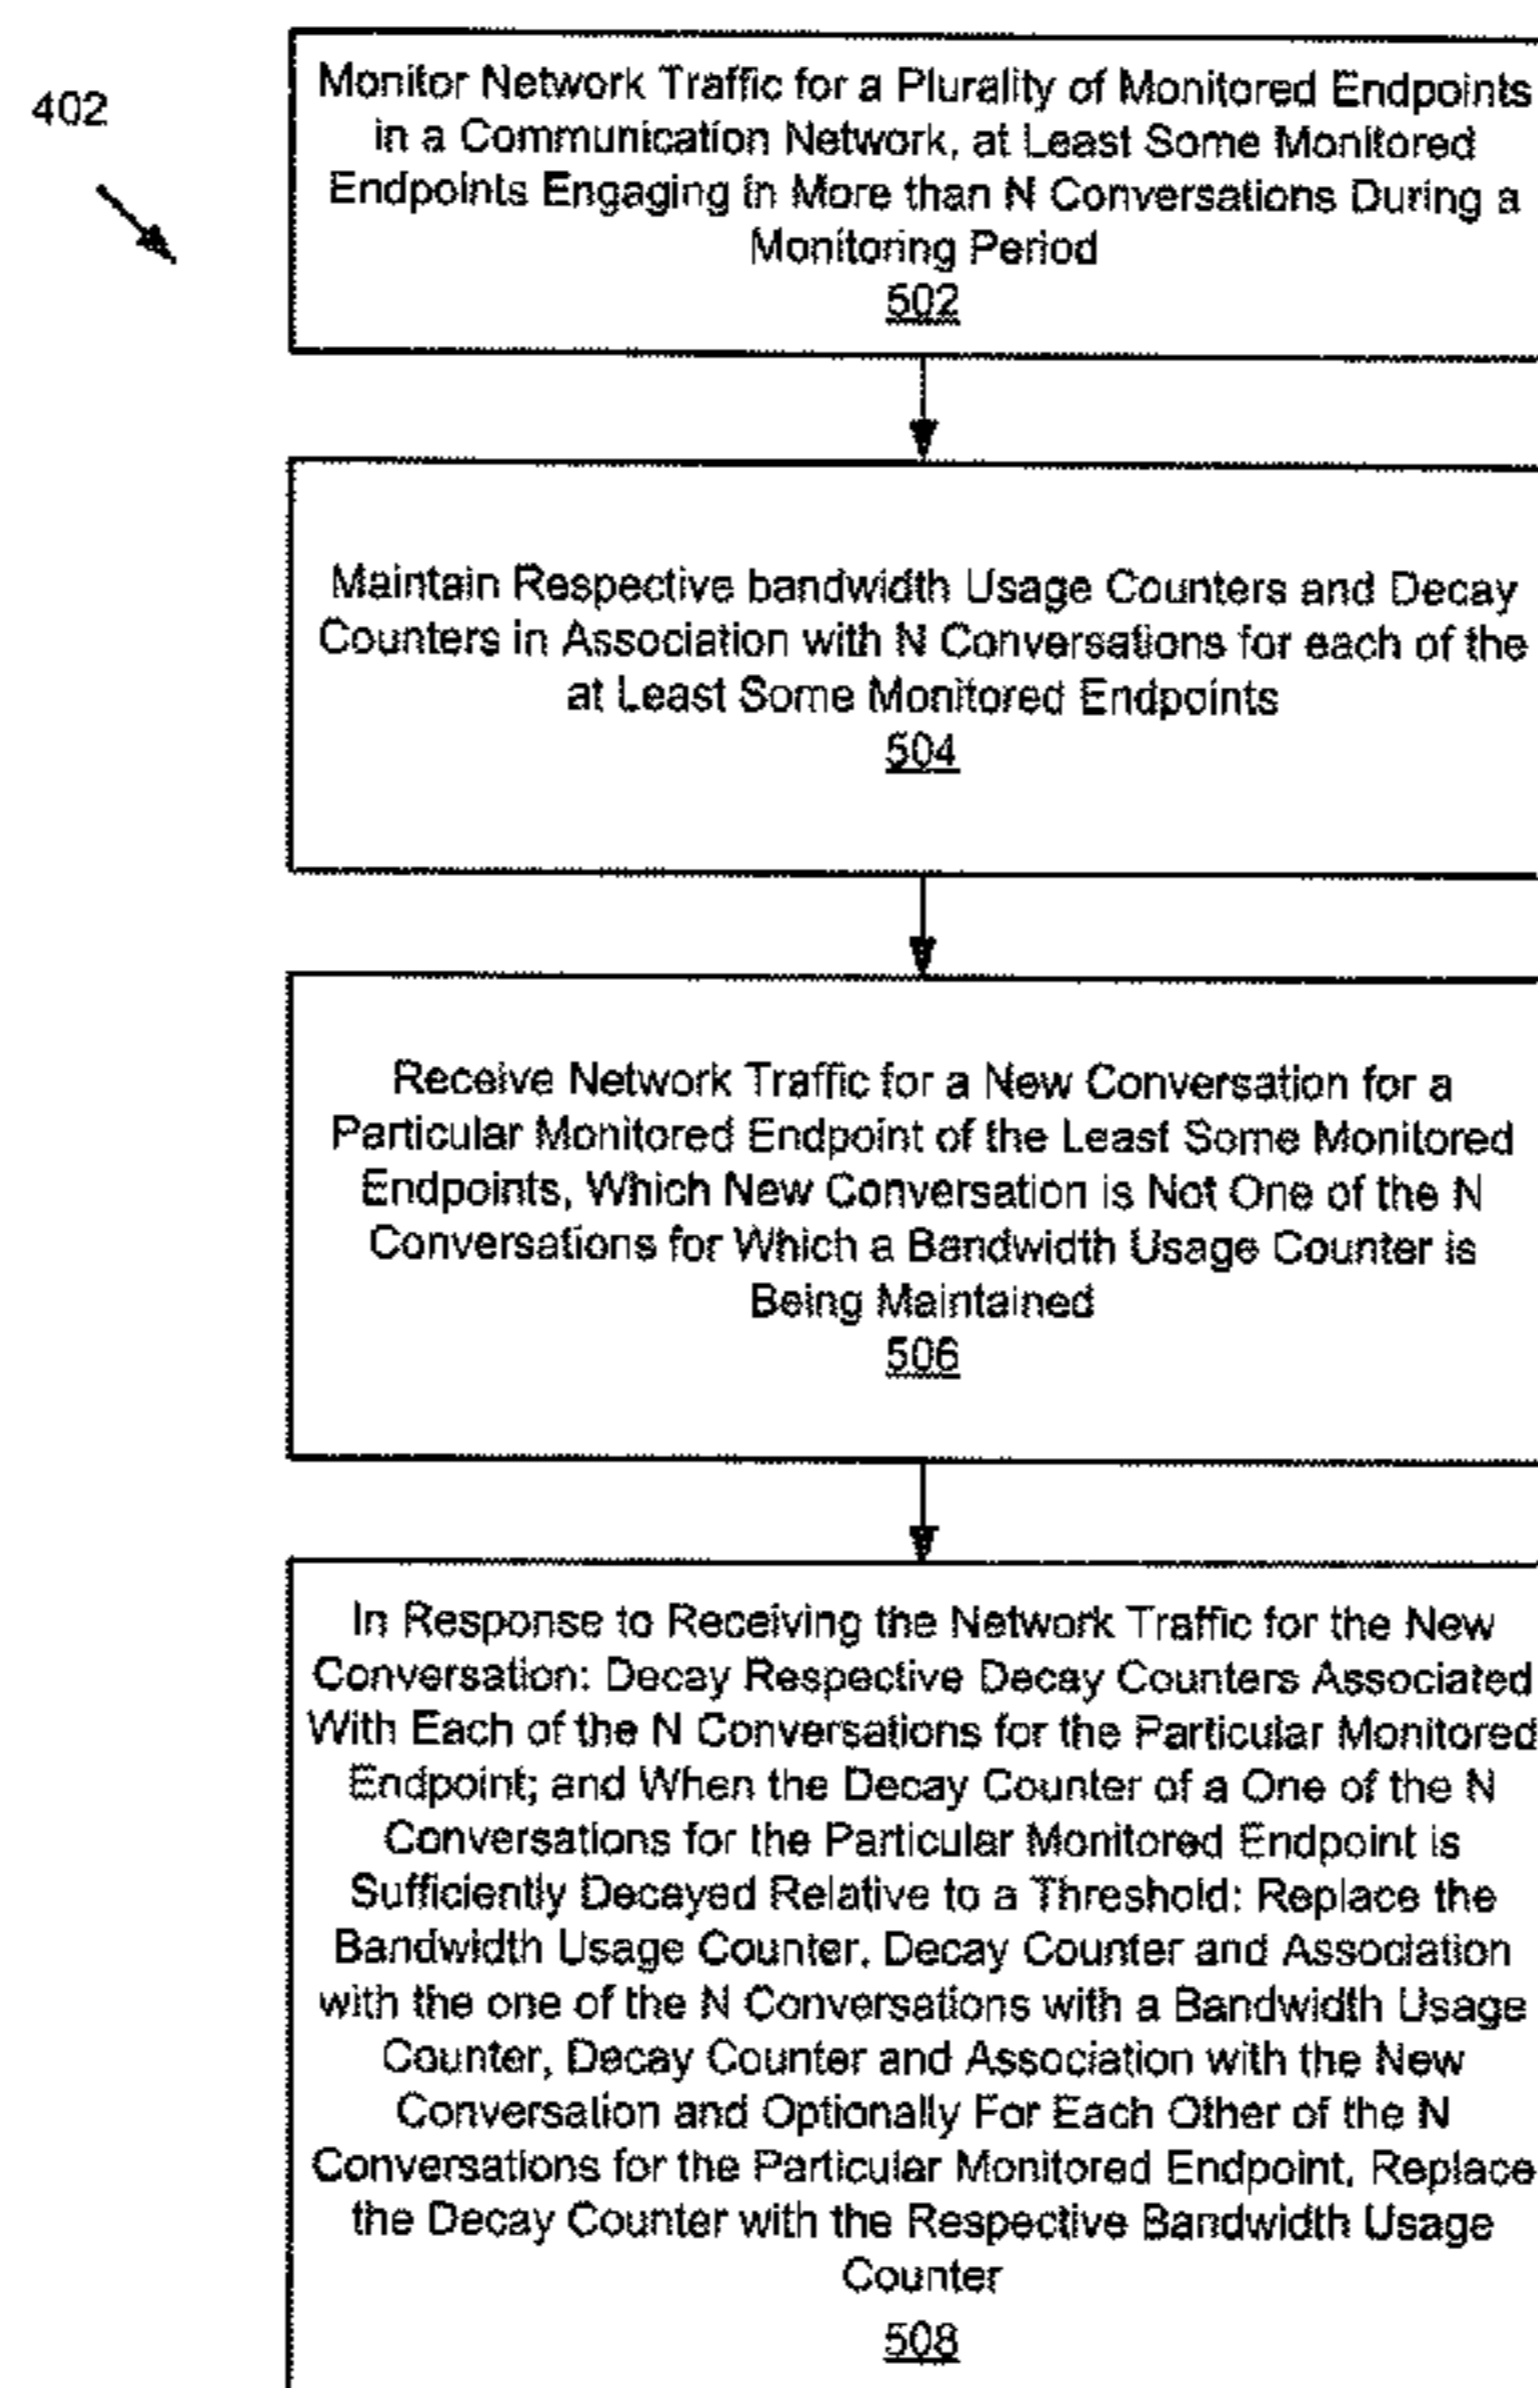 402
Monitor Network Traffic for a Plurality of Monitored Endpoints
in a Communication Network, at Least Some Monitored
Endpoints Engaging in More than N Conversations During a
Monitoring Period
502
Maintain Respective bandwidth Usage Counters and Decay
Counters in Association with N Conversations for each of the
at Least Some Monitored Endpoints
504
Receive Network Traffic for a New Conversation for a
Particular Monitored Endpoint of the Least Some Monitored
Endpoints, Which New Conversation is Not One of the N
Conversations for Which a Bandwidth Usage Counter is
Being Maintained
506
In Response to Receiving the Network Traffic for the New
Conversation: Decay Respective Decay Counters Associated
With Each of the N Conversations for the Particular Monitored
Endpoint; and When the Decay Counter of a One of the N
Conversations for the Particular Monitored Endpoint is
Sufficiently Decayed Relative to a Threshold: Replace the
Bandwidth Usage Counter, Decay Counter and Association
with the one of the N Conversations with a Bandwidth Usage
Counter, Decay Counter and Association with the New
Conversation and Optionally For Each Other of the N
Conversations for the Particular Monitored Endpoint, Replace
the Decay Counter with the Respective Bandwidth Usage
Counter
508